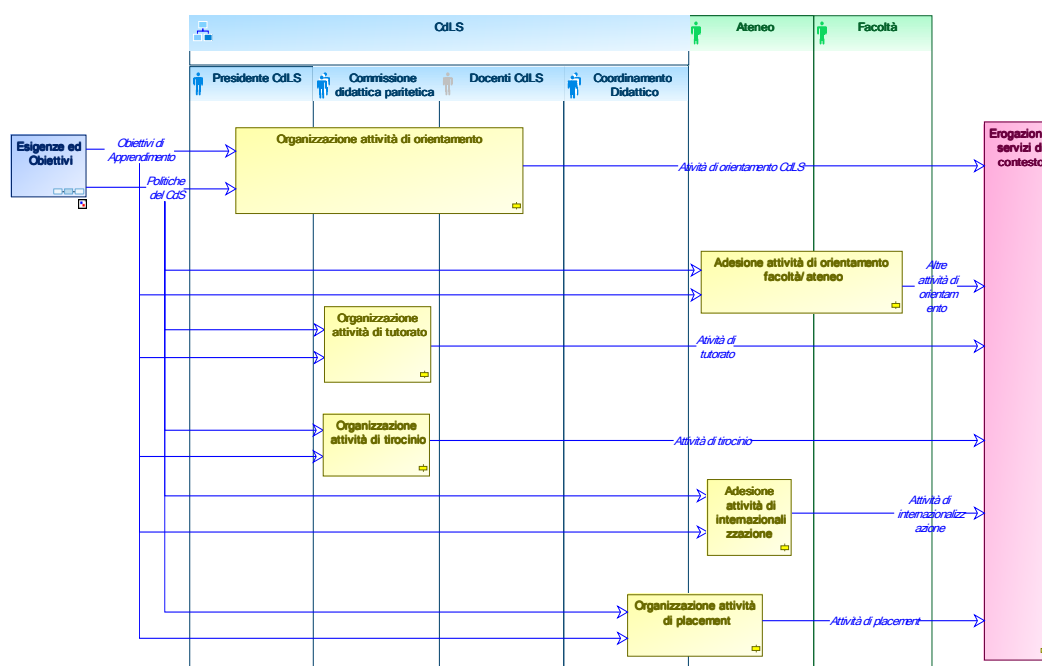 CdLS
Ateneo
Facoltà
Presidente CdLS
Commissione
didattica paritetica
Docenti CdLS
Coordinamento
Didattico
Esigenze ed
Obiettivi
Obiettivi di
Apprendimento
Politiche
del CdS
Organizzazione attività di orientamento
Attività di orientamento CdLS
Erogazione
servizi di
contesto
Adesione attività di orientamento
facoltà/ateneo
Altre
attività di
orientam
ento
Organizzazione
attività di tutorato
Attività di
tutorato
Organizzazione
attività di tirocinio
Attività di tirocinio
Adesione
attività di
internazionali
zzazione
Attività di
internazionalizz
azione
Organizzazione attività
di placement
Attività di placement